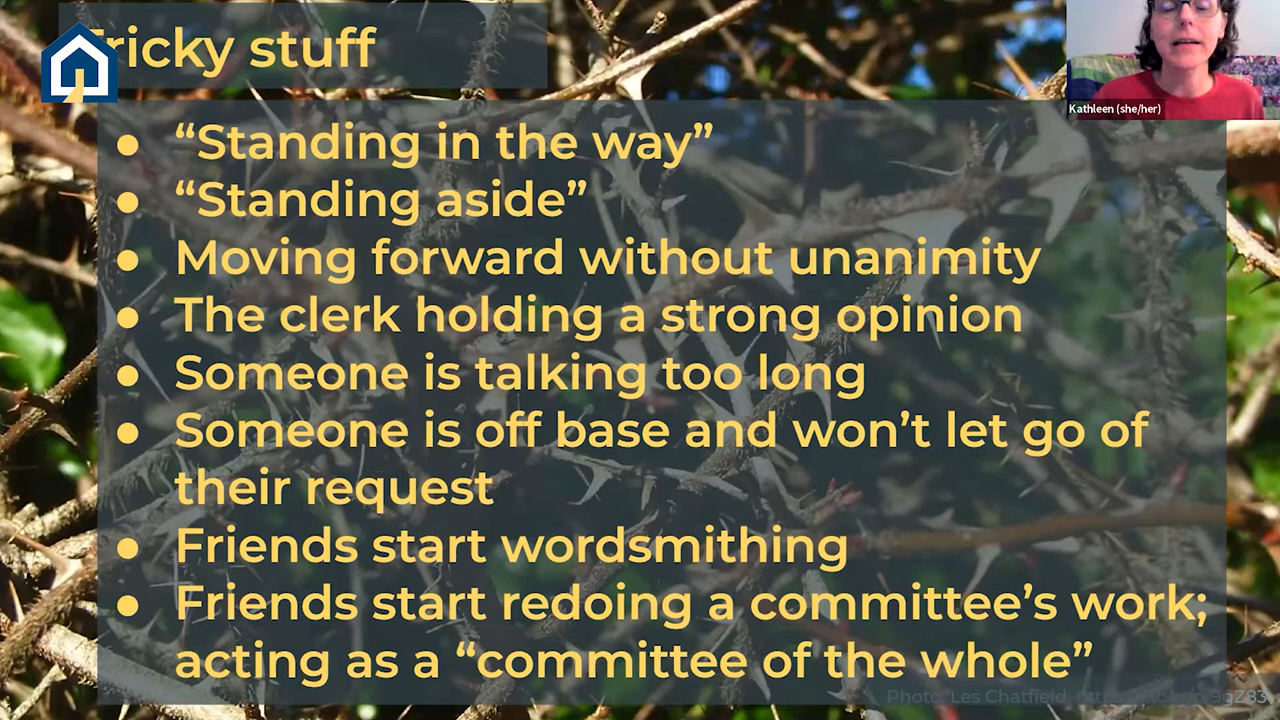 Tricky stuff
Kathleen (she/her)
● “Standing in the way”
● “Standing aside”
● Moving forward without unanimity
● The clerk holding a strong opinion
● Someone is talking too long
● Someone is off base and won’t let go of
their request
● Friends start wordsmithing
● Friends start redoing a committee’s work;
acting as a “committee of the whole”
Photo: Les Chatfield,